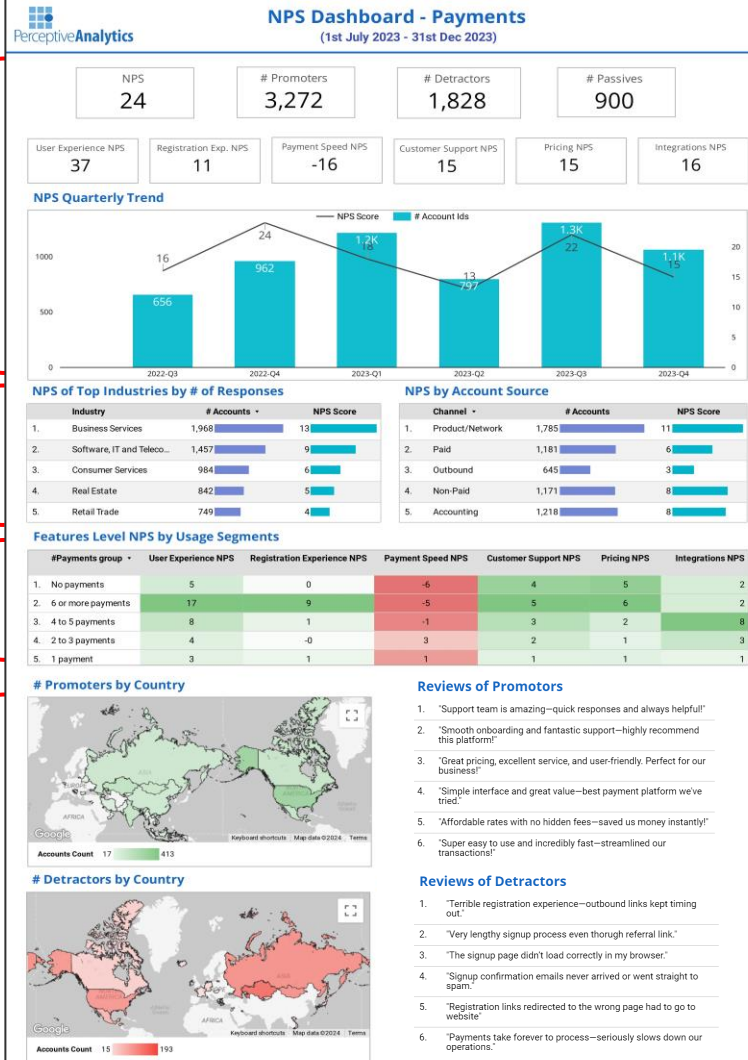 PerceptiveAnalytics
NPS Dashboard - Payments
(1st July 2023 - 31st Dec 2023)
NPS
24
# Promoters
3,272
# Detractors
1,828
# Passives
900
User Experience NPS
37
Registration Exp. NPS
11
Payment Speed NPS
-16
Customer Support NPS
15
Pricing NPS
15
Integrations NPS
16
NPS Quarterly Trend
NPS Score
# Account Ids
1000
500
0
20
15
10
5
0
16
24
18
13
22
15
656
962
1.2K
797
1.3K
1.1K
2022-Q3
2022-Q4
2023-Q1
2023-Q2
2023-Q3
2023-Q4
NPS of Top Industries by # of Responses
Industry # Accounts NPS Score
1. Business Services 1,968 13
2. Software, IT and Teleco... 1,457 9
3. Consumer Services 984 6
4. Real Estate 842 5
5. Retail Trade 749 4
NPS by Account Source
Channel # Accounts NPS Score
1. Product/Network 1,785 11
2. Paid 1,181 6
3. Outbound 645 3
4. Non-Paid 1,171 8
5. Accounting 1,218 8
Features Level NPS by Usage Segments
#Payments group User Experience NPS Registration Experience NPS Payment Speed NPS Customer Support NPS Pricing NPS Integrations NPS
1. No payments 5 0 -6 4 5 2
2. 6 or more payments 17 9 -5 5 6 2
3. 4 to 5 payments 8 1 -1 3 2 8
4. 2 to 3 payments 4 -0 3 2 1 3
5. 1 payment 3 1 1 1 1 1
# Promoters by Country
ASIA
AFRICA
Google
Keyboard shortcuts Map data ©2024 Terms
Accounts Count 17 413
# Detractors by Country
ASIA
AFRICA
Google
Keyboard shortcuts Map data ©2024 Terms
Accounts Count 15 193
Reviews of Promotors
1. "Support team is amazing—quick responses and always helpful!"
2. "Smooth onboarding and fantastic support—highly recommend
this platform!"
3. "Great pricing, excellent service, and user-friendly. Perfect for our
business!"
4. "Simple interface and great value—best payment platform we've
tried."
5. "Affordable rates with no hidden fees—saved us money instantly!"
6. "Super easy to use and incredibly fast—streamlined our
transactions!"
Reviews of Detractors
1. "Terrible registration experience—outbound links kept timing
out."
2. "Very lengthy signup process even thorugh referral link."
3. "The signup page didn't load correctly in my browser."
4. "Signup confirmation emails never arrived or went straight to
spam."
5. "Registration links redirected to the wrong page had to go to
website"
6. "Payments take forever to process—seriously slows down our
operations."